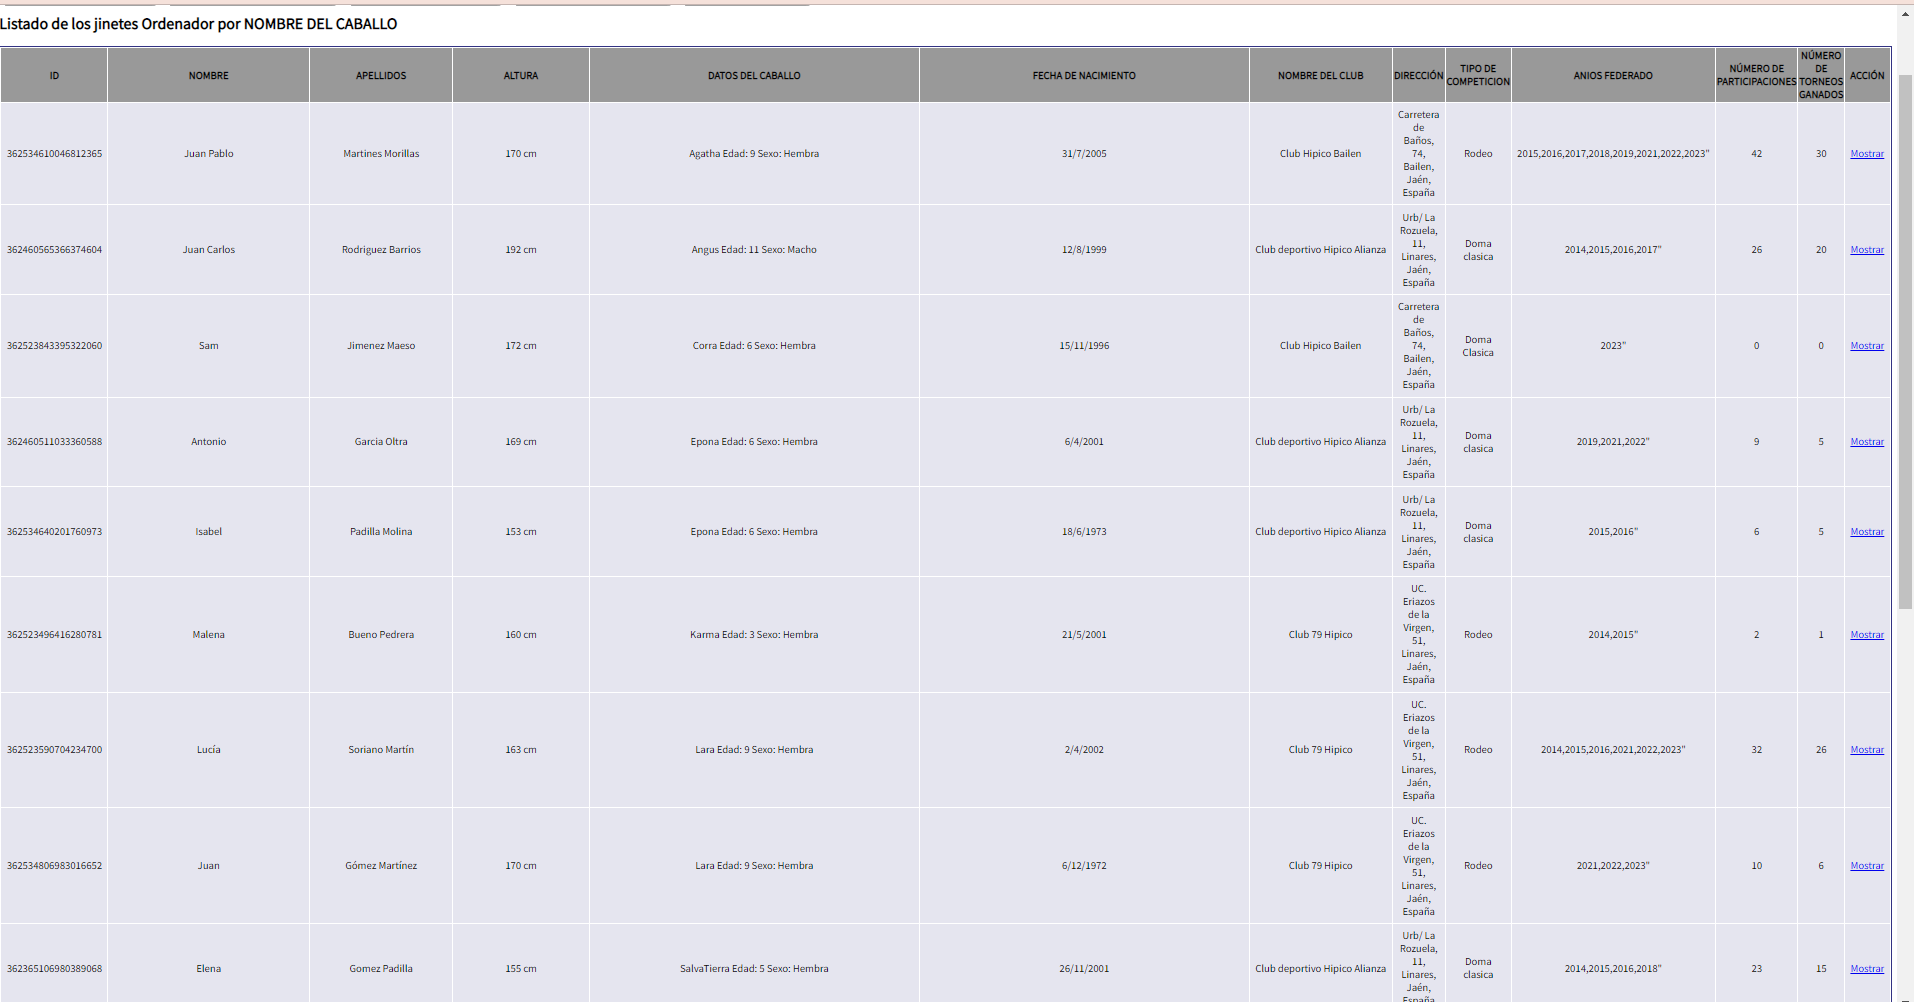 Listado de los jinetes Ordenador por NOMBRE DEL CABALLO
ID NOMBRE APELLIDOS ALTURA DATOS DEL CABALLO FECHA DE NACIMIENTO NOMBRE DEL CLUB DIRECCIÓN TIPO DE COMPETICION ANIOS FEDERADO NÚMERO DE PARTICIPACIONES NÚMERO DE TORNEOS GANADOS ACCIÓN
362534610046812365 Juan Pablo Martines Morillas 170 cm Agatha Edad: 9 Sexo: Hembra 31/7/2005 Club Hipico Bailen Carretera de Baños, 74, Bailen, Jaén, España Rodeo 2015,2016,2017,2018,2019,2021,2022,2023" 42 30 Mostrar
362460565366374604 Juan Carlos Rodriguez Barrios 192 cm Angus Edad: 11 Sexo: Macho 12/8/1999 Club deportivo Hipico Alianza Urb/ La Rozuela, 11, Linares, Jaén, España Doma clasica 2014,2015,2016,2017" 26 20 Mostrar
362523843395322060 Sam Jimenez Maeso 172 cm Corra Edad: 6 Sexo: Hembra 15/11/1996 Club Hipico Bailen Carretera de Baños, 74, Bailen, Jaén, España Doma Clasica 2023" 0 0 Mostrar
362460511033360588 Antonio Garcia Oltra 169 cm Epona Edad: 6 Sexo: Hembra 6/4/2001 Club deportivo Hipico Alianza Urb/ La Rozuela, 11, Linares, Jaén, España Doma clasica 2019,2021,2022" 9 5 Mostrar
362534640201760973 Isabel Padilla Molina 153 cm Epona Edad: 6 Sexo: Hembra 18/6/1973 Club deportivo Hipico Alianza Urb/ La Rozuela, 11, Linares, Jaén, España Doma clasica 2015,2016" 6 5 Mostrar
362523496416280781 Malena Bueno Pedrera 160 cm Karma Edad: 3 Sexo: Hembra 21/5/2001 Club 79 Hipico UC. Eriazos de la Virgen, 51, Linares, Jaén, España Rodeo 2014,2015" 2 1 Mostrar
362523590704234700 Lucía Soriano Martín 163 cm Lara Edad: 9 Sexo: Hembra 2/4/2002 Club 79 Hipico UC. Eriazos de la Virgen, 51, Linares, Jaén, España Rodeo 2014,2015,2016,2021,2022,2023" 32 26 Mostrar
362534806983016652 Juan Gómez Martínez 170 cm Lara Edad: 9 Sexo: Hembra 6/12/1972 Club 79 Hipico UC. Eriazos de la Virgen, 51, Linares, Jaén, España Rodeo 2021,2022,2023" 10 6 Mostrar
362365106980389068 Elena Gomez Padilla 155 cm SalvaTierra Edad: 5 Sexo: Hembra 26/11/2001 Club deportivo Hipico Alianza Urb/ La Rozuela, 11, Linares, Jaén, España Doma clasica 2014,2015,2016,2018" 23 15 Mostrar